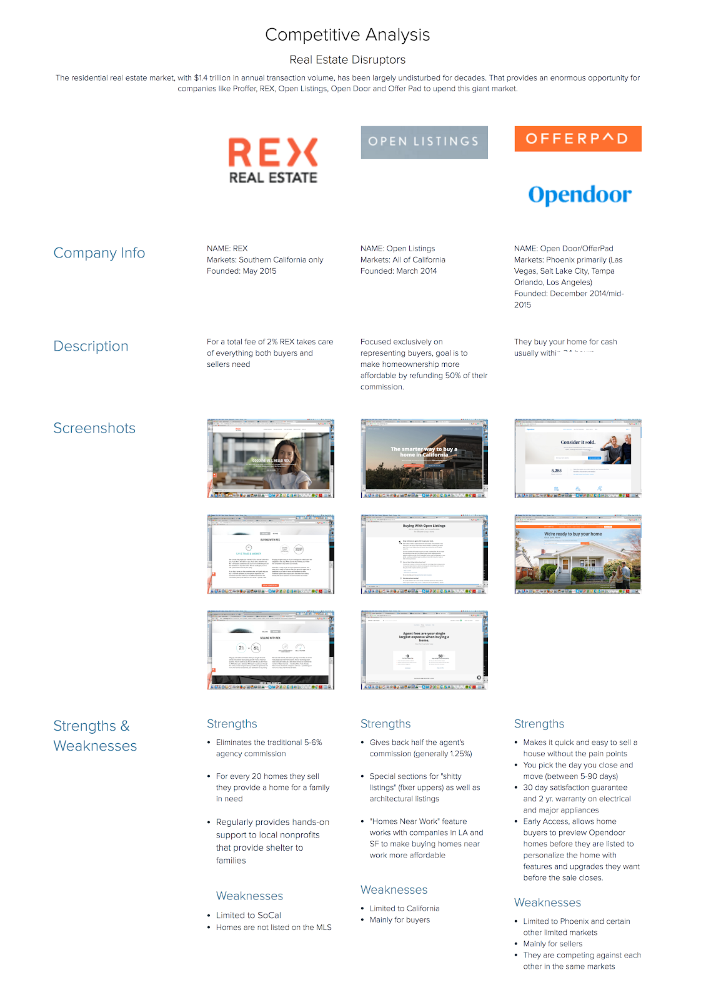 Competitive Analysis
Real Estate Disruptors
The residential real estate market, with $1.4 trillion in annual transaction volume, has been largely undisturbed for decades. That provides an enormous opportunity for
companies like Proffer, REX, Open Listings, Open Door and Offer Pad to upend this giant market.
REX
REAL ESTATE
OPEN LISTINGS
OFFERPAD
Opendoor
Company Info
NAME: REX
Markets: Southern California only
Founded: May 2015
NAME: Open Listings
Markets: All of California
Founded: March 2014
NAME: Open Door/OfferPad
Markets: Phoenix primarily (Las
Vegas, Salt Lake City, Tampa
Orlando, Los Angeles)
Founded: December 2014/mid-
2015
Description
For a total fee of 2% REX takes care
of everything both buyers and
sellers need
Focused exclusively on
representing buyers, goal is to
make homeownership more
affordable by refunding 50% of their
commission.
They buy your home for cash
usually within
Screenshots
GOODBYE MLS. HELLO REX.
The smarter way to buy a
home in California
Consider it sold.
5,285
BUYING WITH REX
SAVE TIME & MONEY
Buying With Open Listings
We're ready to buy your home
SELLING WITH REX
2% - 6%
Agent fees are your single
largest expense when buying a
home.
Strengths &
Weaknesses
Strengths
• Eliminates the traditional 5-6%
agency commission
• For every 20 homes they sell
they provide a home for a family
in need
• Regularly provides hands-on
support to local nonprofits
that provide shelter to
families
Weaknesses
• Limited to SoCal
• Homes are not listed on the MLS
Strengths
• Gives back half the agent's
commission (generally 1.25%)
• Special sections for "shitty
listings" (fixer uppers) as well as
architectural listings
• "Homes Near Work" feature
works with companies in LA and
SF to make buying homes near
work more affordable
Weaknesses
• Limited to California
• Mainly for buyers
Strengths
• Makes it quick and easy to sell a
house without the pain points
• You pick the day you close and
move (between 5-90 days)
• 30 day satisfaction guarantee
and 2 yr. warranty on electrical
and major appliances
• Early Access, allows home
buyers to preview Opendoor
homes before they are listed to
personalize the home with
features and upgrades they want
before the sale closes.
Weaknesses
• Limited to Phoenix and certain
other limited markets
• Mainly for sellers
• They are competing against each
other in the same markets